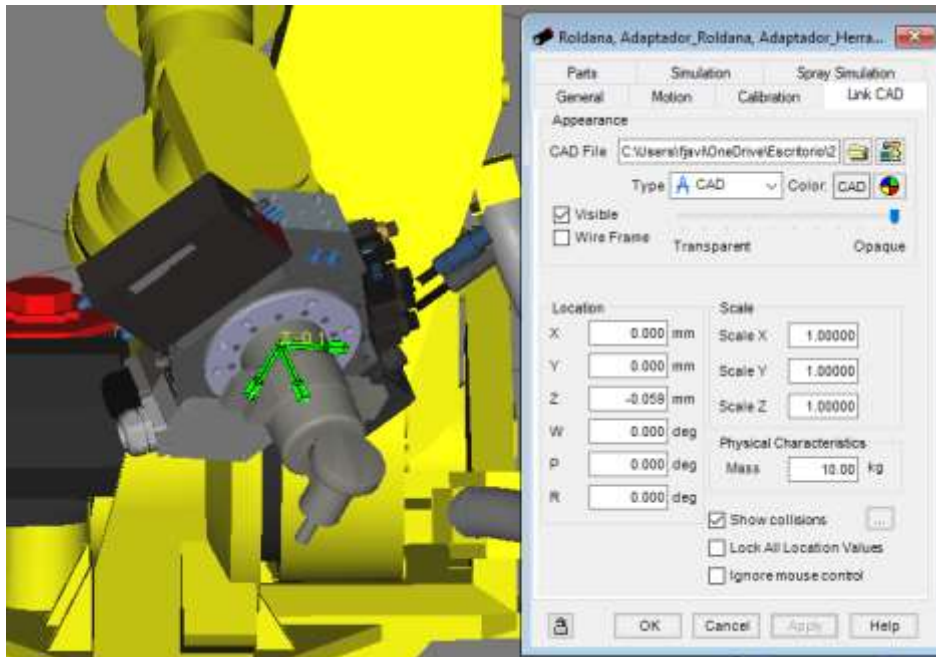 Roldana, Adaptador_Roldana, Adaptador_Herra...
Parts Simulation Spray Simulation
General Motion Calibration Link CAD
Appearance
CAD File C:\Users\fjavi\OneDrive\Escritorio\2
Type CAD Color: CAD
Visible
Wire Frame
Transparent Opaque
Location
X 0.000 mm
Y 0.000 mm
Z -0.059 mm
W 0.000 deg
P 0.000 deg
R 0.000 deg
Scale
Scale X 1.00000
Scale Y 1.00000
Scale Z 1.00000
Physical Characteristics
Mass 10.00 kg
Show collisions ...
Lock All Location Values
Ignore mouse control
OK Cancel Apply Help